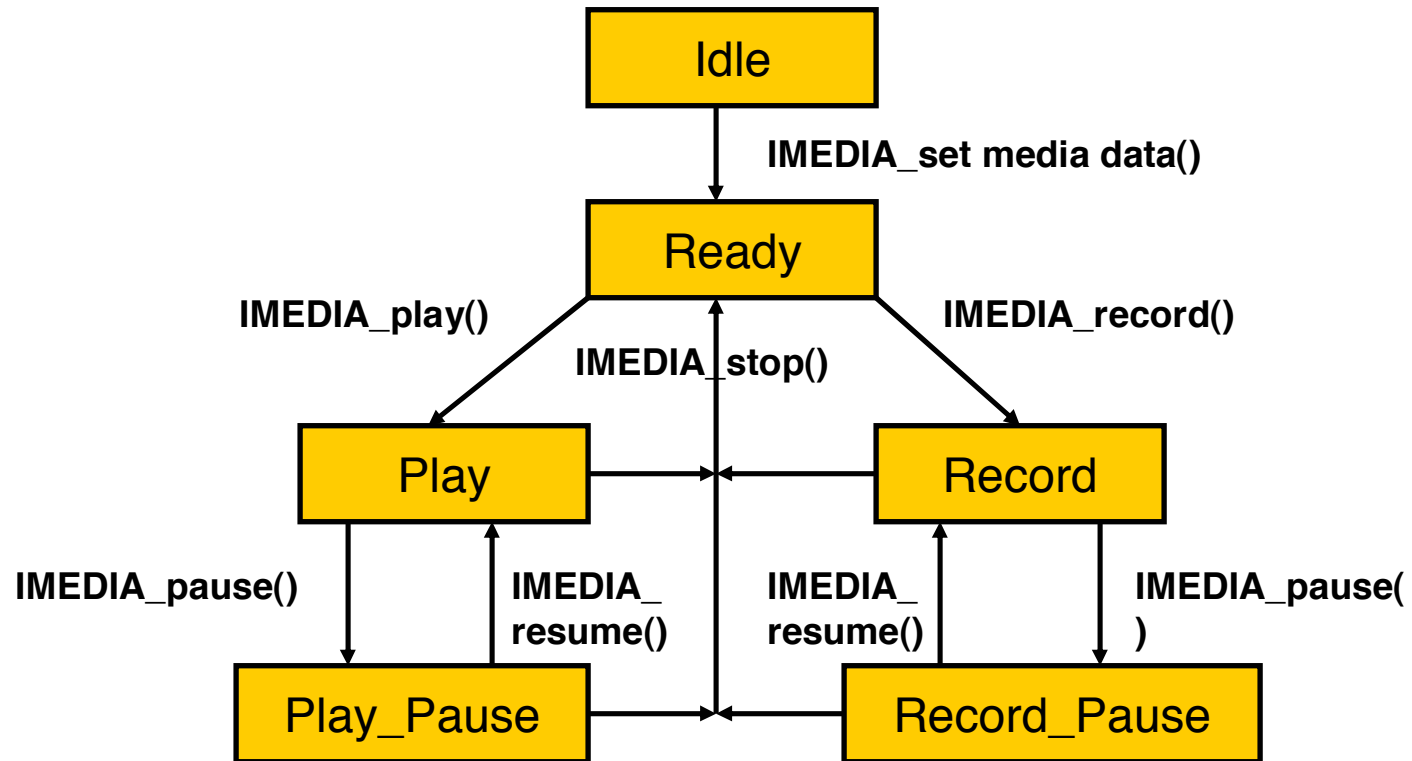 Idle
IMEDIA_set media data()
Ready
IMEDIA_play()
IMEDIA_record()
IMEDIA_stop()
Play
Record
IMEDIA_pause()
IMEDIA_
resume()
IMEDIA_
resume()
IMEDIA_pause(
)
Play_Pause
Record_Pause